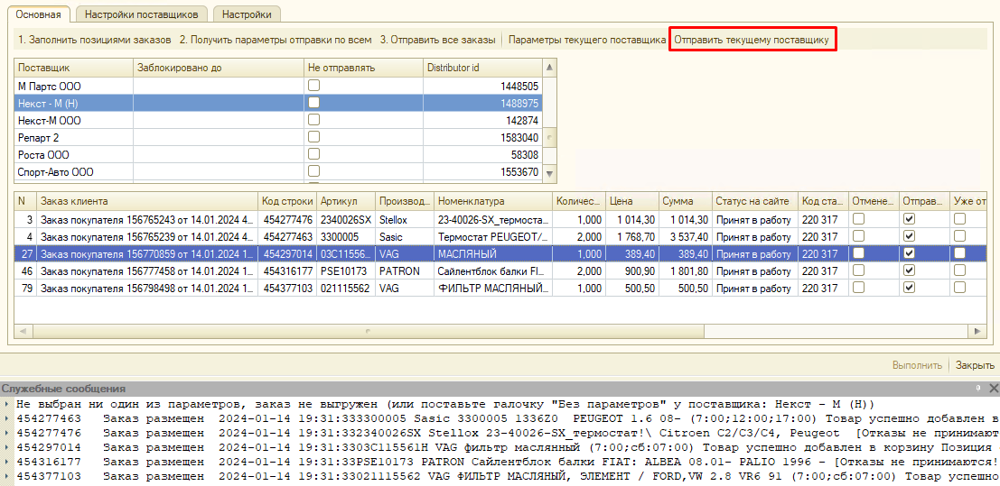 Основная Настройки поставщиков Настройки
1. Заполнить позициями заказов 2. Получить параметры отправки по всем 3. Отправить все заказы Параметры текущего поставщика Отправить текущему поставщику
Поставщик Заблокировано до Не отправлять Distributor id
М Партс ООО 1448505
Некст - М (Н) 1488975
Некст-М ООО 142874
Репарт 2 1583040
Роста ООО 58308
Спорт-Авто ООО 1553670
N Заказ клиента Код строки Артикул Производ... Номенклатура Количес... Цена Сумма Статус на сайте Код ста... Отмене... Отправ... Уже от
3 Заказ покупателя 156765243 от 14.01.2024 4... 454277476 2340026SX Stellox 23-40026-SX_термоста... 1,000 1 014,30 1 014,30 Принят в работу 220 317
4 Заказ покупателя 156765239 от 14.01.2024 4... 454277463 3300005 Sasic Термостат PEUGEOT/... 2,000 1 768,70 3 537,40 Принят в работу 220 317
27 Заказ покупателя 156770859 от 14.01.2024 1... 454297014 03C11556... VAG МАСЛЯНЫЙ 1,000 389,40 389,40 Принят в работу 220 317
46 Заказ покупателя 156777458 от 14.01.2024 1... 454316177 PSE10173 PATRON Сайлентблок балки FI... 2,000 900,90 1 801,80 Принят в работу 220 317
79 Заказ покупателя 156798498 от 14.01.2024 1... 454377103 021115562 VAG ФИЛЬТР МАСЛЯНЫЙ... 1,000 500,50 500,50 Принят в работу 220 317
Выполнить Закрыть
Служебные сообщения
Не выбран ни один из параметров, заказ не выгружен (или поставьте галочку "Без параметров" у поставщика: Некст - М (Н))
454277463 Заказ размещен 2024-01-14 19:31:333300005 Sasic 3300005 1336Z0 PEUGEOT 1.6 08- (7:00;12:00;17:00) Товар успешно добавлен в
454277476 Заказ размещен 2024-01-14 19:31:332340026SX Stellox 23-40026-SX_термостат!\ Citroen C2/C3/C4, Peugeot [Отказы не принимают
454297014 Заказ размещен 2024-01-14 19:31:3303C115561H VAG фильтр маслянный (7:00;сб:07:00) Товар успешно добавлен в корзину Позиция
454316177 Заказ размещен 2024-01-14 19:31:33PSE10173 PATRON Сайлентблок балки FIAT: ALBEA 08.01- PALIO 1996 - [Отказы не принимаются!
454377103 Заказ размещен 2024-01-14 19:31:33021115562 VAG ФИЛЬТР МАСЛЯНЫЙ, ЭЛЕМЕНТ / FORD,VW 2.8 VR6 91 (7:00;сб:07:00) Товар успешно